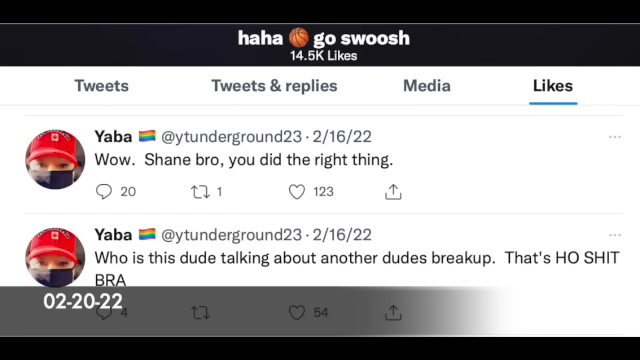 haha 🏀 go swoosh
14.5K Likes
Tweets Tweets & replies Media Likes
Yaba 🏳️‍🌈 @ytunderground23 · 2/16/22 ...
Wow. Shane bro, you did the right thing.
20 1 123
Yaba 🏳️‍🌈 @ytunderground23 · 2/16/22 ...
Who is this dude talking about another dudes breakup. That's HO SHIT
BRA
02-20-22
4 54